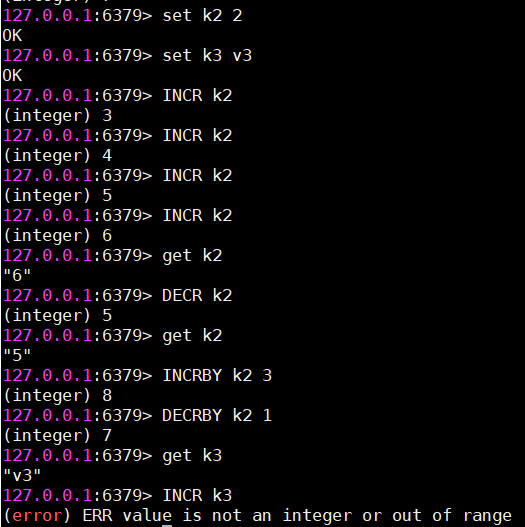 127.0.0.1:6379> set k2 2
OK
127.0.0.1:6379> set k3 v3
OK
127.0.0.1:6379> INCR k2
(integer) 3
127.0.0.1:6379> INCR k2
(integer) 4
127.0.0.1:6379> INCR k2
(integer) 5
127.0.0.1:6379> INCR k2
(integer) 6
127.0.0.1:6379> get k2
"6"
127.0.0.1:6379> DECR k2
(integer) 5
127.0.0.1:6379> get k2
"5"
127.0.0.1:6379> INCRBY k2 3
(integer) 8
127.0.0.1:6379> DECRBY k2 1
(integer) 7
127.0.0.1:6379> get k3
"v3"
127.0.0.1:6379> INCR k3
(error) ERR value is not an integer or out of range